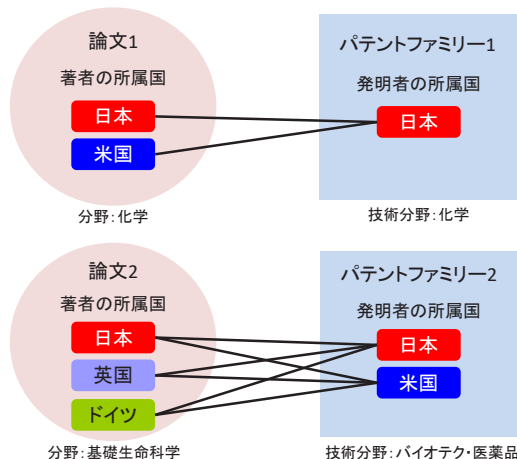 論文1
著者の所属国
日本
米国
分野：化学
パテントファミリー1
発明者の所属国
日本
技術分野：化学
論文2
著者の所属国
日本
英国
ドイツ
分野：基礎生命科学
パテントファミリー2
発明者の所属国
日本
米国
技術分野：バイオテク・医薬品